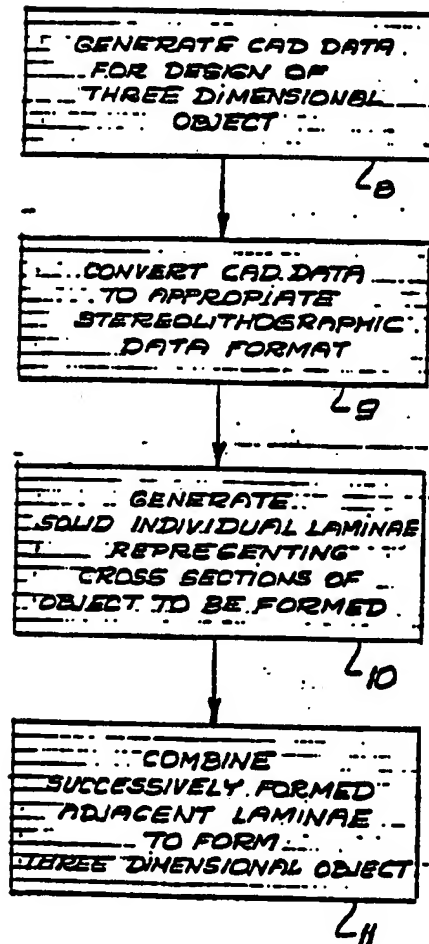 GENERATE CAD DATA
FOR DESIGN OF
THREE DIMENSIONAL
OBJECT
8
CONVERT CAD DATA
TO APPROPIATE
STEREOLITHOGRAPHIC
DATA FORMAT
9
GENERATE
SOLID INDIVIDUAL LAMINAE
REPRESENTING
CROSS SECTIONS OF
OBJECT TO BE FORMED
10
COMBINE
SUCCESSIVELY FORMED
ADJACENT LAMINAE
TO FORM
THREE DIMENSIONAL OBJECT
11